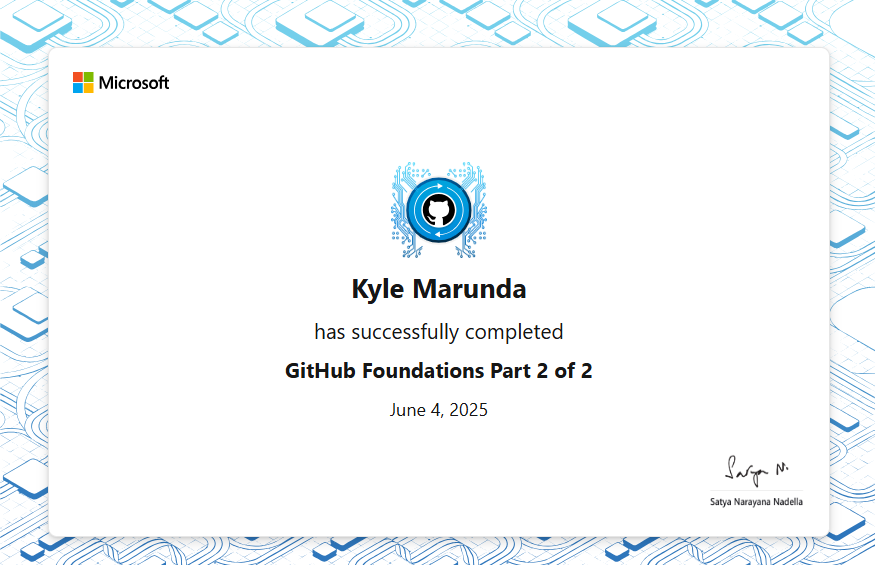 Microsoft
Kyle Marunda
has successfully completed
GitHub Foundations Part 2 of 2
June 4, 2025
Satya N.
Satya Narayana Nadella